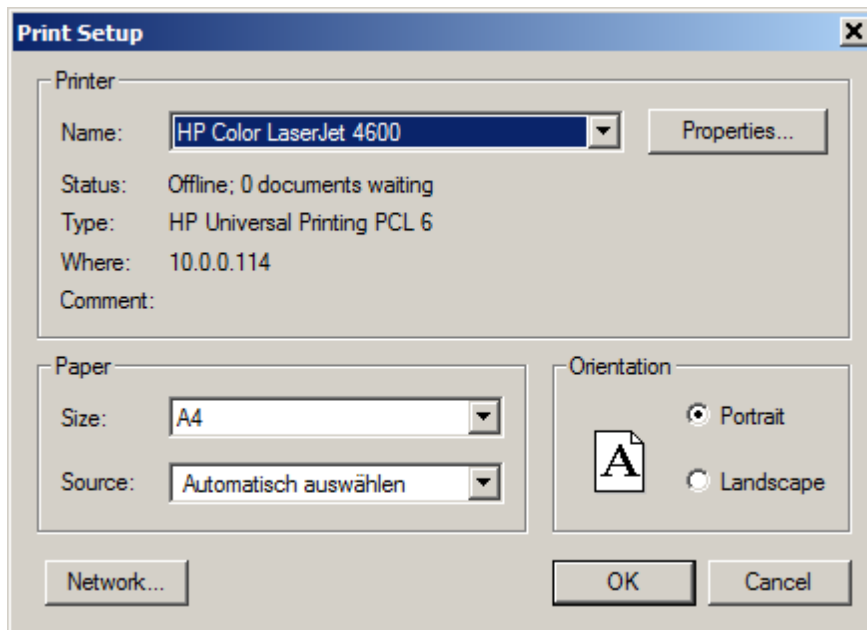 Print Setup
Printer
Name: HP Color LaserJet 4600 Properties...
Status: Offline; 0 documents waiting
Type: HP Universal Printing PCL 6
Where: 10.0.0.114
Comment:
Paper
Size: A4
Source: Automatisch auswählen
Orientation
A
Portrait
Landscape
Network... OK Cancel